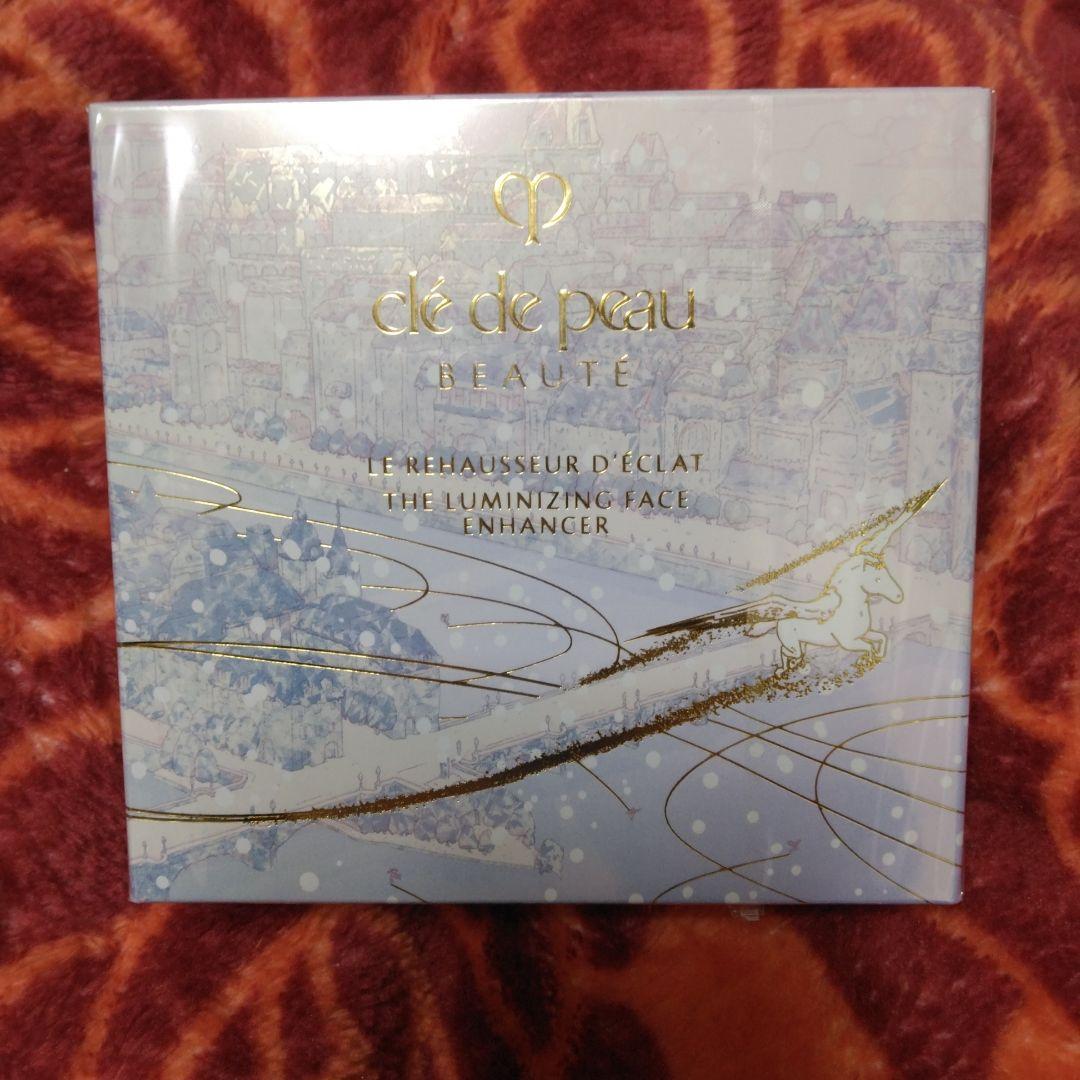 clé de peau
BEAUTÉ
LE REHAUSSEUR D'ÉCLAT
THE LUMINIZING FACE
ENHANCER